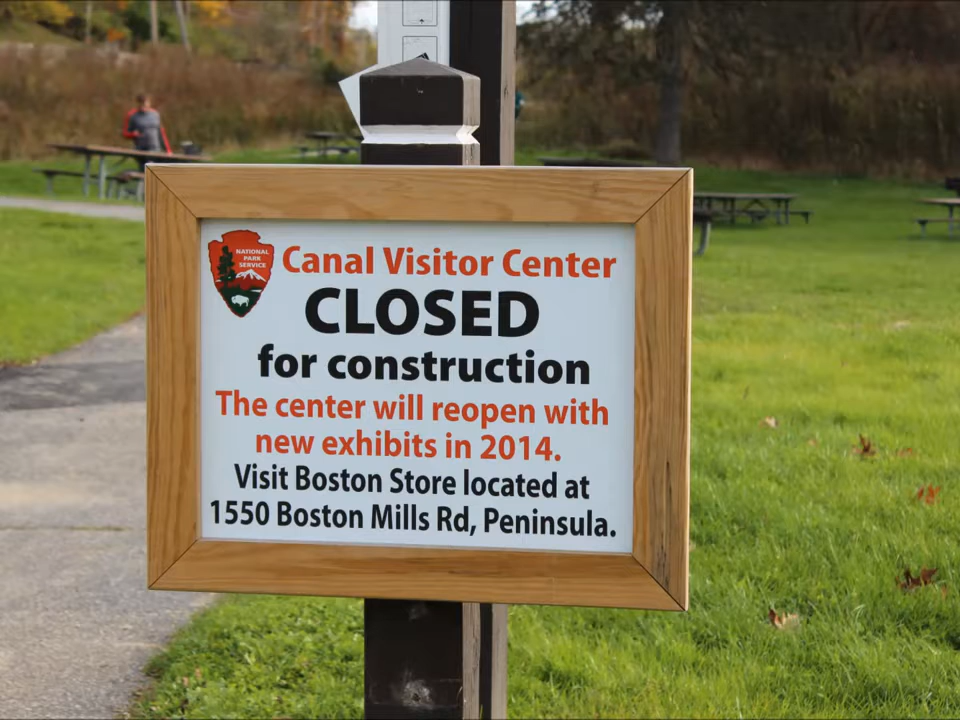 NATIONAL
PARK
SERVICE
Canal Visitor Center
CLOSED
for construction
The center will reopen with
new exhibits in 2014.
Visit Boston Store located at
1550 Boston Mills Rd, Peninsula.